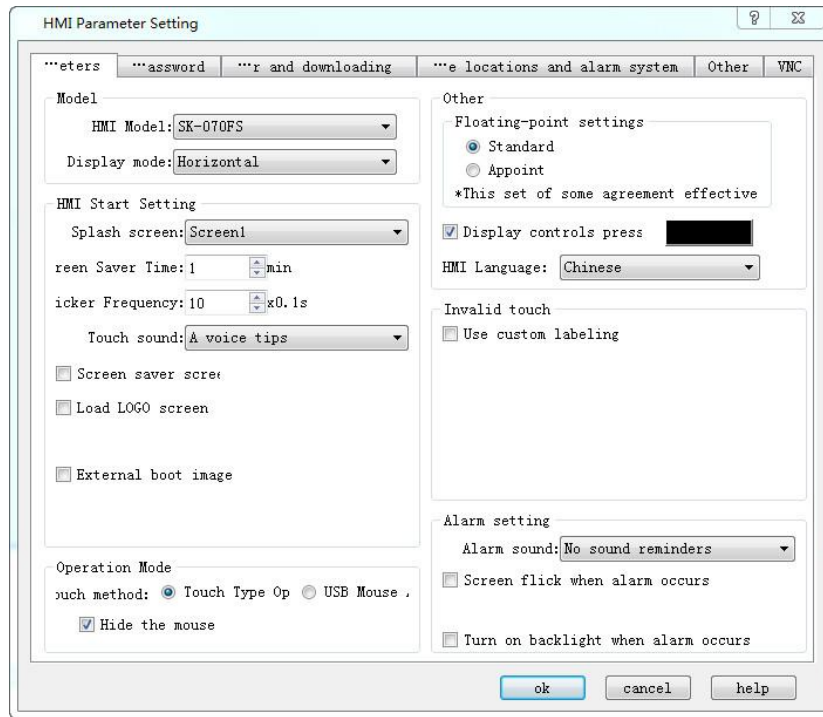 HMI Parameter Setting
···eters ···assword ···r and downloading ···e locations and alarm system Other VNC
Model
HMI Model: SK-070FS
Display mode: Horizontal
HMI Start Setting
Splash screen: Screen1
reen Saver Time: 1 min
icker Frequency: 10 x0.1s
Touch sound: A voice tips
Screen saver scree
Load LOGO screen
External boot image
Operation Mode
ouch method: Touch Type Op USB Mouse
Hide the mouse
Other
Floating-point settings
Standard
Appoint
*This set of some agreement effective
Display controls press
HMI Language: Chinese
Invalid touch
Use custom labeling
Alarm setting
Alarm sound: No sound reminders
Screen flick when alarm occurs
Turn on backlight when alarm occurs
ok cancel help